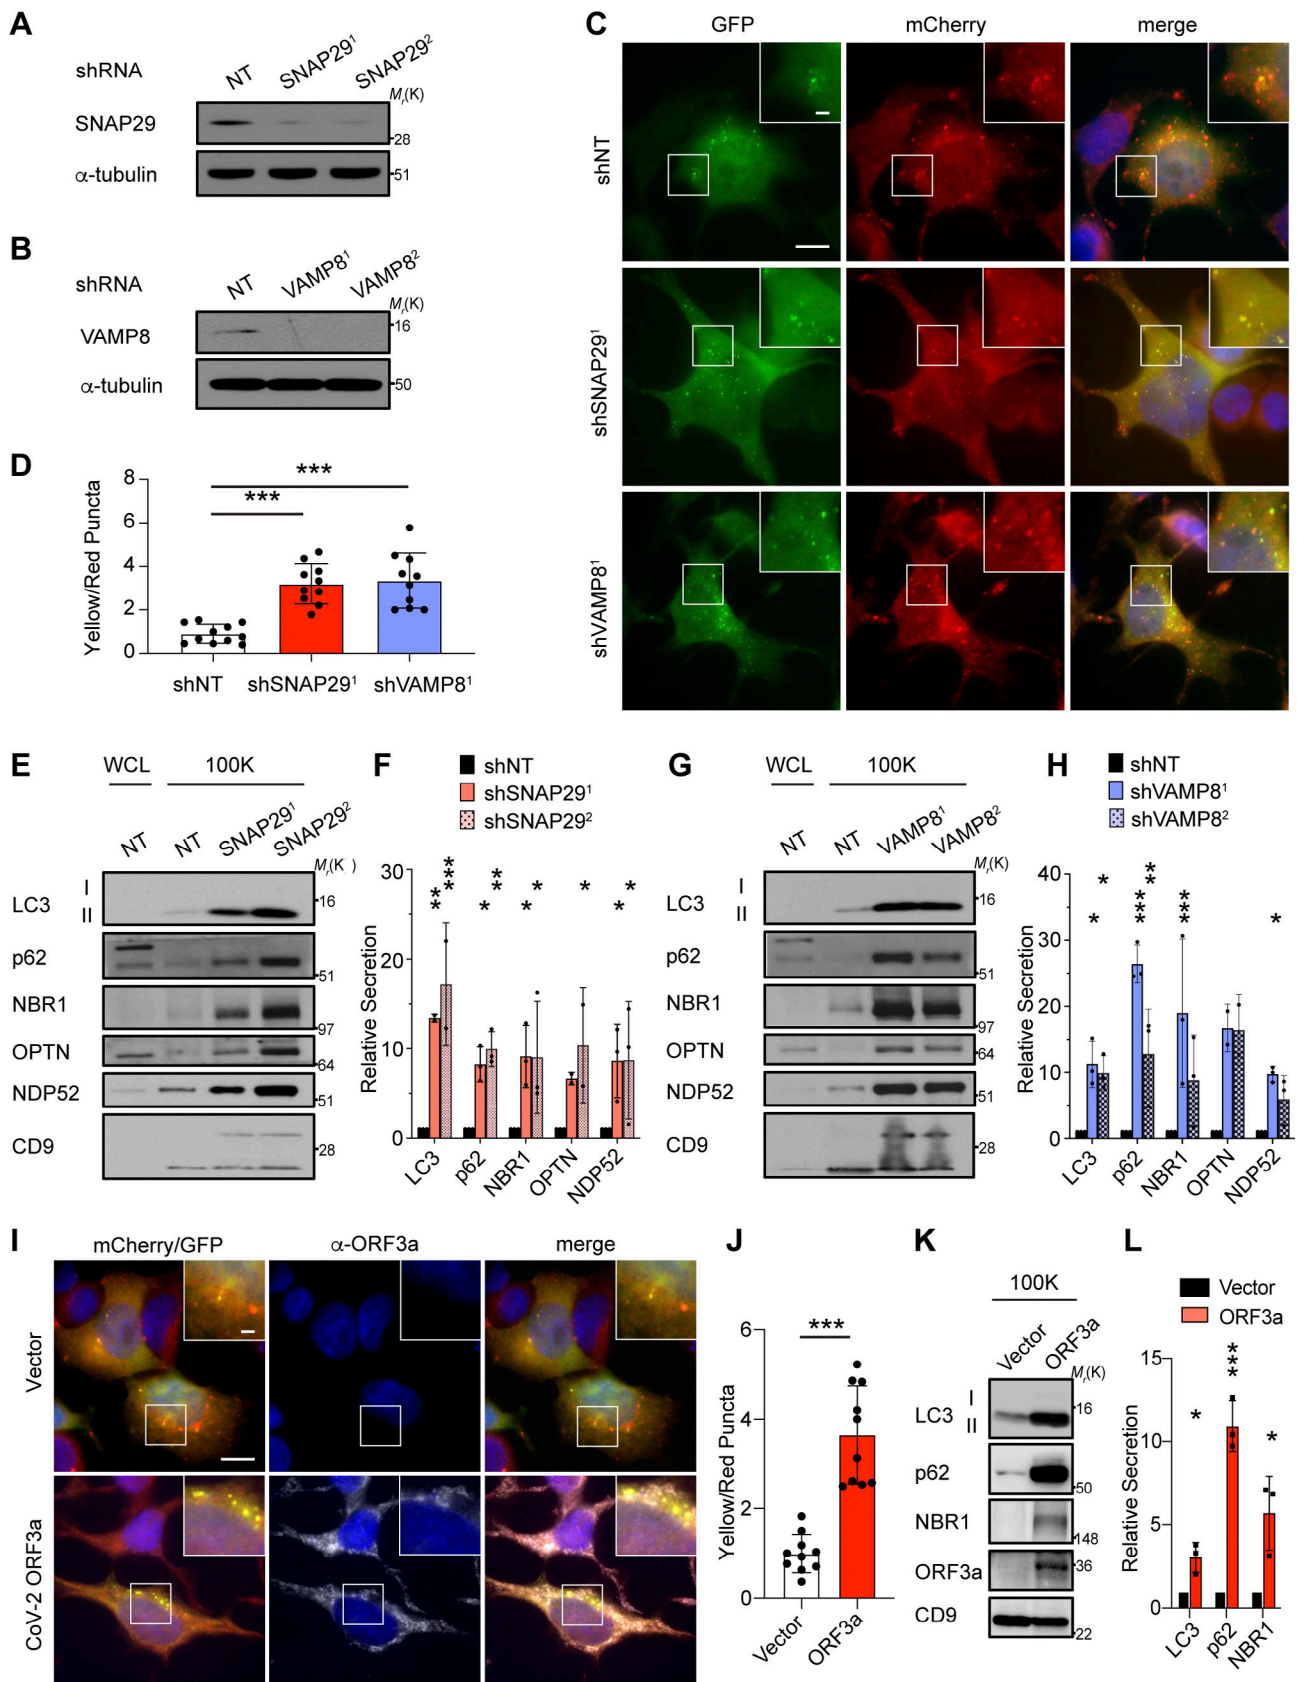 A
shRNA
NT
SNAP29¹
SNAP29²
Mr(K)
SNAP29
28
α-tubulin
51
B
shRNA
NT
VAMP8¹
VAMP8²
Mr(K)
VAMP8
16
α-tubulin
50
C
GFP
mCherry
merge
shNT
shSNAP29¹
shVAMP8¹
D
Yellow/Red Puncta
8
6
4
2
0
***
***
shNT
shSNAP29¹
shVAMP8¹
E
WCL
100K
NT
NT
SNAP29¹
SNAP29²
Mr(K )
LC3
I
II
16
p62
51
NBR1
97
OPTN
64
NDP52
51
CD9
28
F
shNT
shSNAP29¹
shSNAP29²
Relative Secretion
30
20
10
0
**
***
*
**
*
*
*
*
*
LC3
p62
NBR1
OPTN
NDP52
G
WCL
100K
NT
NT
VAMP8¹
VAMP8²
Mr(K)
LC3
I
II
16
p62
51
NBR1
97
OPTN
64
NDP52
51
CD9
28
H
shNT
shVAMP8¹
shVAMP8²
Relative Secretion
40
30
20
10
0
*
*
***
**
***
*
LC3
p62
NBR1
OPTN
NDP52
I
mCherry/GFP
α-ORF3a
merge
Vector
CoV-2 ORF3a
J
Yellow/Red Puncta
6
4
2
0
***
Vector
ORF3a
K
100K
Vector
ORF3a
Mr(K)
LC3
I
II
16
p62
50
NBR1
148
ORF3a
36
CD9
22
L
Vector
ORF3a
Relative Secretion
15
10
5
0
*
***
*
LC3
p62
NBR1